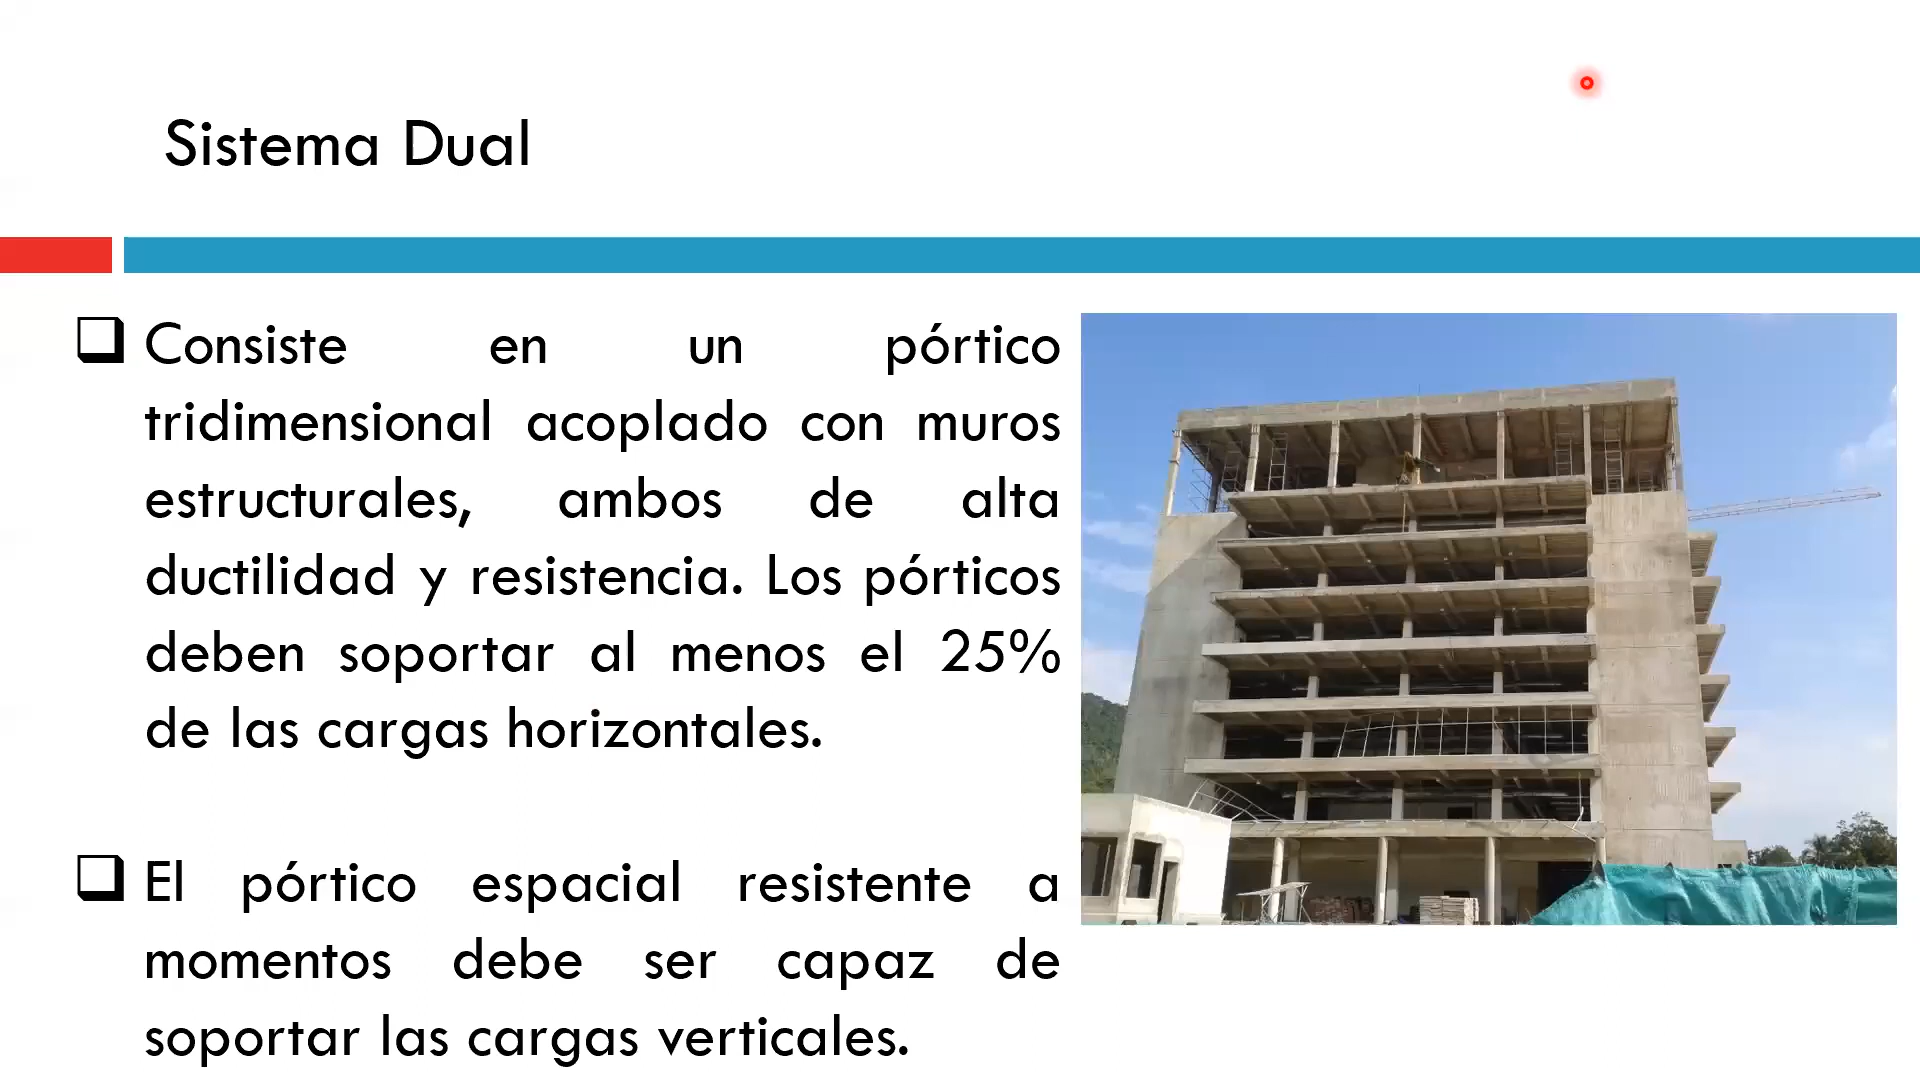 Sistema Dual
Consiste en un pórtico
tridimensional acoplado con muros
estructurales, ambos de alta
ductilidad y resistencia. Los pórticos
deben soportar al menos el 25%
de las cargas horizontales.
El pórtico espacial resistente a
momentos debe ser capaz de
soportar las cargas verticales.